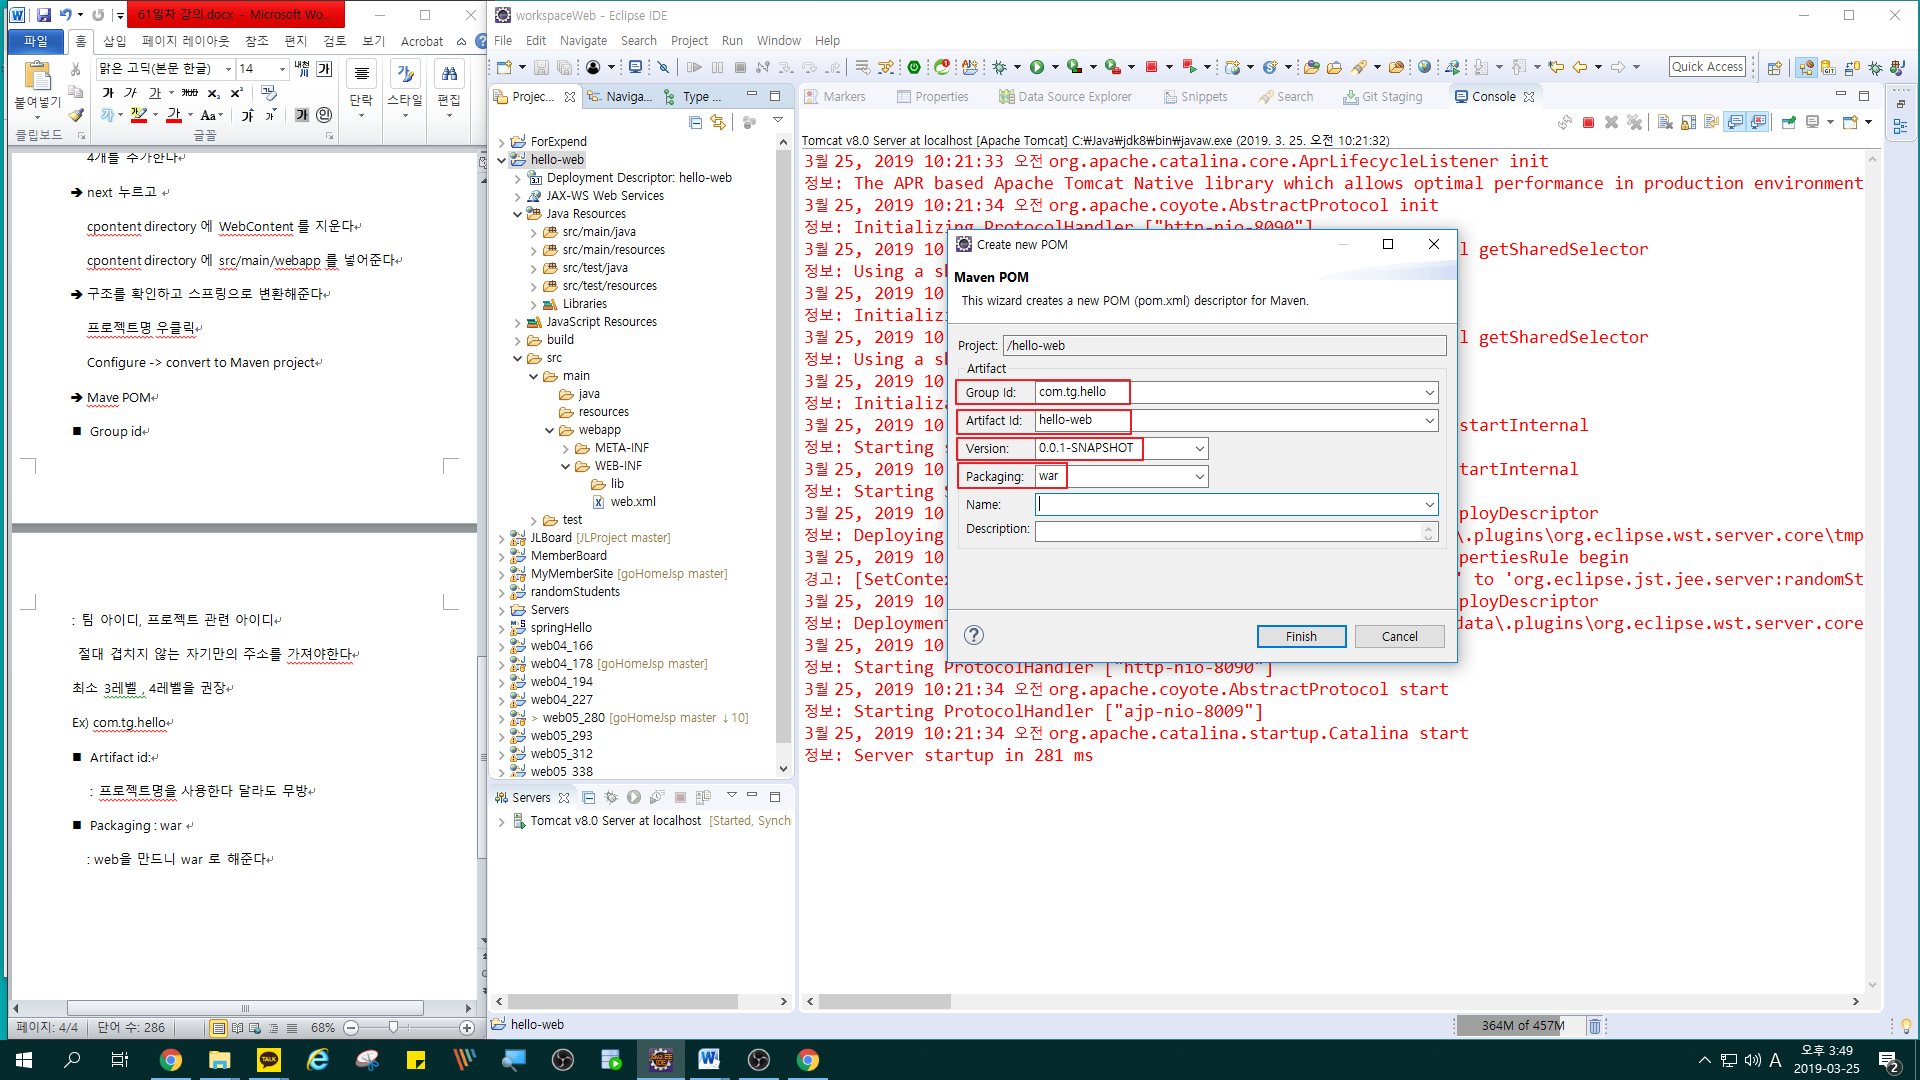 61일차 강의.docx - Microsoft Wo...
파일 홈 삽입 페이지 레이아웃 참조 편지 검토 보기 Acrobat
붙여넣기
클립보드
맑은 고딕(본문 한글) 14
글꼴
단락
스타일
편집
4개를 추가한다
➔ next 누르고
cpontent directory 에 WebContent 를 지운다
cpontent directory 에 src/main/webapp 를 넣어준다
➔ 구조를 확인하고 스프링으로 변환해준다
프로젝트명 우클릭
Configure -> convert to Maven project
➔ Mave POM
■ Group id
: 팀 아이디, 프로젝트 관련 아이디
절대 겹치지 않는 자기만의 주소를 가져야한다
최소 3레벨 , 4레벨을 권장
Ex) com.tg.hello
■ Artifact id:
: 프로젝트명을 사용한다 달라도 무방
■ Packaging : war
: web을 만드니 war 로 해준다
페이지: 4/4 단어 수: 286 68%
workspaceWeb - Eclipse IDE
File Edit Navigate Search Project Run Window Help
Quick Access
Projec... Naviga... Type ...
ForExpend
hello-web
Deployment Descriptor: hello-web
JAX-WS Web Services
Java Resources
src/main/java
src/main/resources
src/test/java
src/test/resources
Libraries
JavaScript Resources
build
src
main
java
resources
webapp
META-INF
WEB-INF
lib
web.xml
test
JLBoard [JLProject master]
MemberBoard
MyMemberSite [goHomeJsp master]
randomStudents
Servers
springHello
web04_166
web04_178 [goHomeJsp master]
web04_194
web04_227
> web05_280 [goHomeJsp master ↓10]
web05_293
web05_312
web05_338
Servers
Tomcat v8.0 Server at localhost [Started, Synch
hello-web
Markers Properties Data Source Explorer Snippets Search Git Staging Console
Tomcat v8.0 Server at localhost [Apache Tomcat] C:₩Java₩jdk8₩bin₩javaw.exe (2019. 3. 25. 오전 10:21:32)
3월 25, 2019 10:21:33 오전 org.apache.catalina.core.AprLifecycleListener init
정보: The APR based Apache Tomcat Native library which allows optimal performance in production environment
3월 25, 2019 10:21:34 오전 org.apache.coyote.AbstractProtocol init
정보: Initializing ProtocolHandler ["http-nio-8090"]
3월 25, 2019 10 l getSharedSelector
정보: Using a sh
3월 25, 2019 10
정보: Initializi
3월 25, 2019 10 l getSharedSelector
정보: Using a sh
3월 25, 2019 10
정보: Initializa
3월 25, 2019 10 startInternal
정보: Starting s
3월 25, 2019 10 tartInternal
정보: Starting S
3월 25, 2019 10 ployDescriptor
정보: Deploying \.plugins\org.eclipse.wst.server.core\tmp
3월 25, 2019 10 pertiesRule begin
경고: [SetContex ' to 'org.eclipse.jst.jee.server:randomSt
3월 25, 2019 10 ployDescriptor
정보: Deployment data\.plugins\org.eclipse.wst.server.core
3월 25, 2019 10
정보: Starting ProtocolHandler ["http-nio-8090"]
3월 25, 2019 10:21:34 오전 org.apache.coyote.AbstractProtocol start
정보: Starting ProtocolHandler ["ajp-nio-8009"]
3월 25, 2019 10:21:34 오전 org.apache.catalina.startup.Catalina start
정보: Server startup in 281 ms
Create new POM
Maven POM
This wizard creates a new POM (pom.xml) descriptor for Maven.
Project: /hello-web
Artifact
Group Id: com.tg.hello
Artifact Id: hello-web
Version: 0.0.1-SNAPSHOT
Packaging: war
Name:
Description:
Finish Cancel
364M of 457M
오후 3:49
2019-03-25